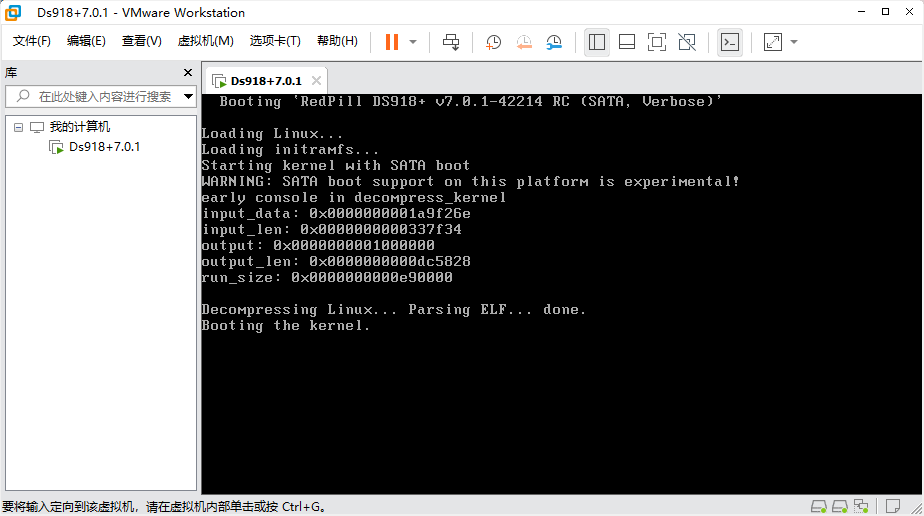 Ds918+7.0.1 - VMware Workstation
文件(F) 编辑(E) 查看(V) 虚拟机(M) 选项卡(T) 帮助(H)
库
在此处键入内容进行搜索
我的计算机
Ds918+7.0.1
Ds918+7.0.1
Booting 'RedPill DS918+ v7.0.1-42214 RC (SATA, Verbose)'
Loading Linux...
Loading initramfs...
Starting kernel with SATA boot
WARNING: SATA boot support on this platform is experimental!
early console in decompress_kernel
input_data: 0x0000000001a9f26e
input_len: 0x0000000000337f34
output: 0x0000000001000000
output_len: 0x0000000000dc5828
run_size: 0x0000000000e90000
Decompressing Linux... Parsing ELF... done.
Booting the kernel.
要将输入定向到该虚拟机，请在虚拟机内部单击或按 Ctrl+G。